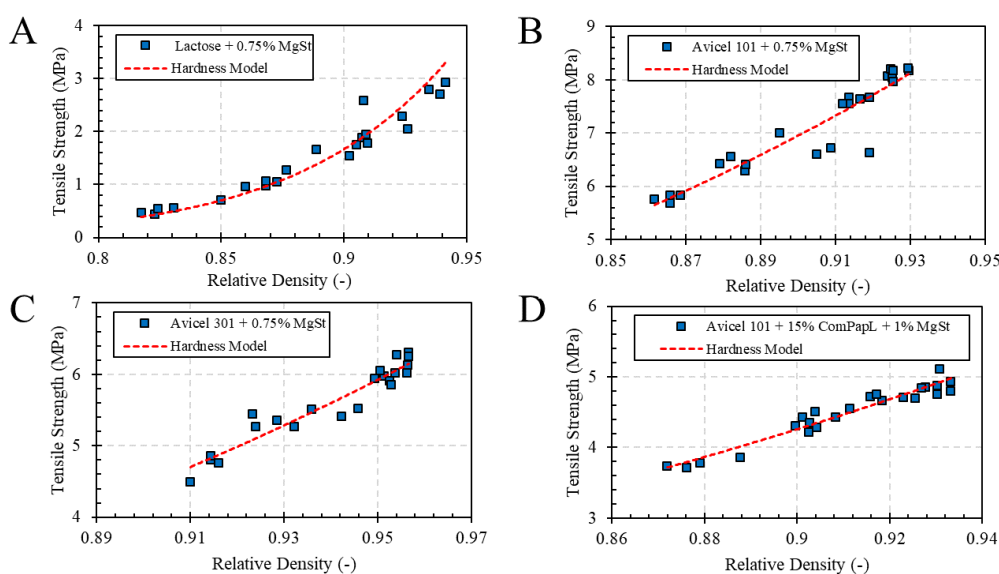 A
Tensile Strength (MPa)
4
3
2
1
0
Lactose + 0.75% MgSt
Hardness Model
0.8
0.85
0.9
0.95
Relative Density (-)
B
Tensile Strength (MPa)
9
8
7
6
5
Avicel 101 + 0.75% MgSt
Hardness Model
0.85
0.87
0.89
0.91
0.93
0.95
Relative Density (-)
C
Tensile Strength (MPa)
7
6
5
4
Avicel 301 + 0.75% MgSt
Hardness Model
0.89
0.91
0.93
0.95
0.97
Relative Density (-)
D
Tensile Strength (MPa)
6
5
4
3
Avicel 101 + 15% ComPapL + 1% MgSt
Hardness Model
0.86
0.88
0.9
0.92
0.94
Relative Density (-)